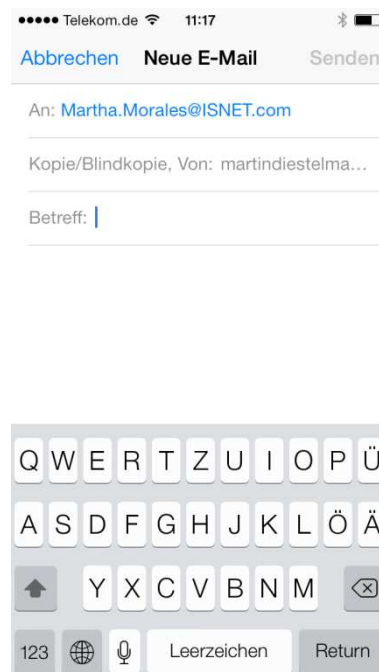 Telekom.de 11:17
Abbrechen Neue E-Mail Senden
An: Martha.Morales@ISNET.com
Kopie/Blindkopie, Von: martindiestelma...
Betreff:
Q W E R T Z U I O P Ü
A S D F G H J K L Ö Ä
Y X C V B N M
123 Leerzeichen Return